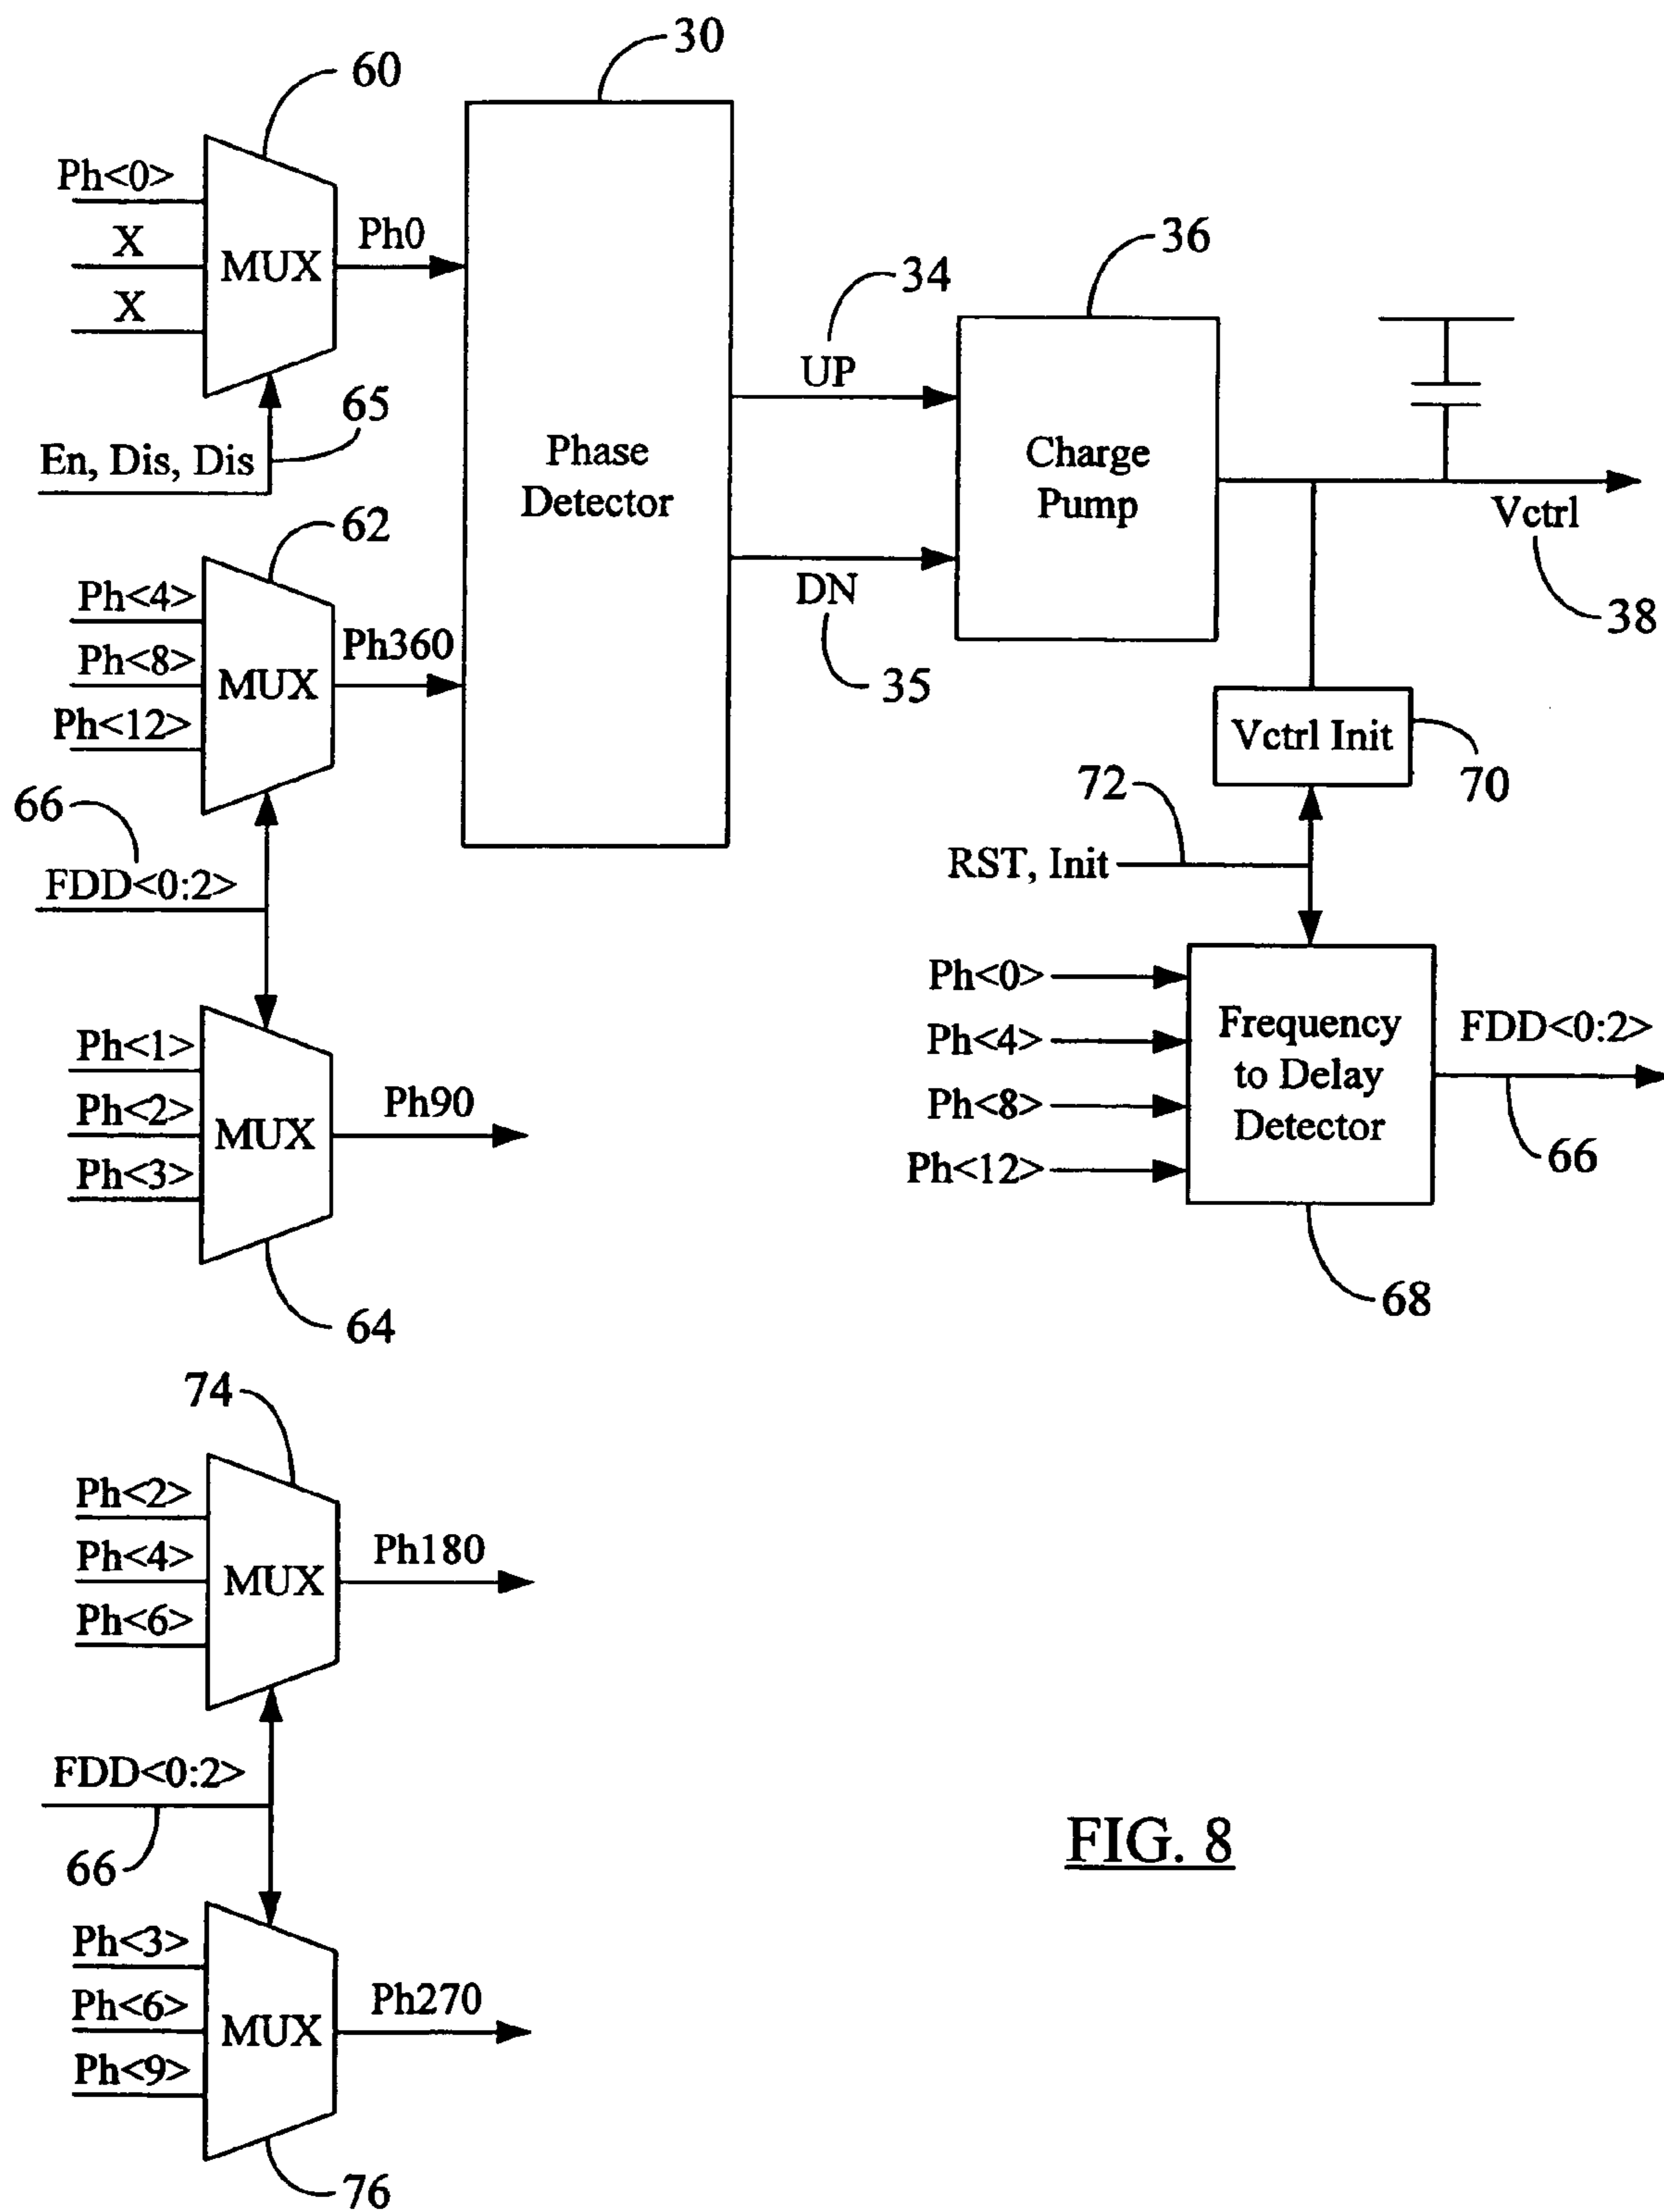 30
60
Ph<0>
X
X
MUX
Ph0
En, Dis, Dis
65
Phase
Detector
34
UP
DN
35
36
Charge
Pump
Vctrl
38
62
Ph<4>
Ph<8>
Ph<12>
MUX
Ph360
66
FDD<0:2>
Vctrl Init
70
72
RST, Init
Ph<0>
Ph<4>
Ph<8>
Ph<12>
Frequency
to Delay
Detector
FDD<0:2>
66
68
Ph<1>
Ph<2>
Ph<3>
MUX
Ph90
64
74
Ph<2>
Ph<4>
Ph<6>
MUX
Ph180
FDD<0:2>
66
Ph<3>
Ph<6>
Ph<9>
MUX
Ph270
76
FIG. 8